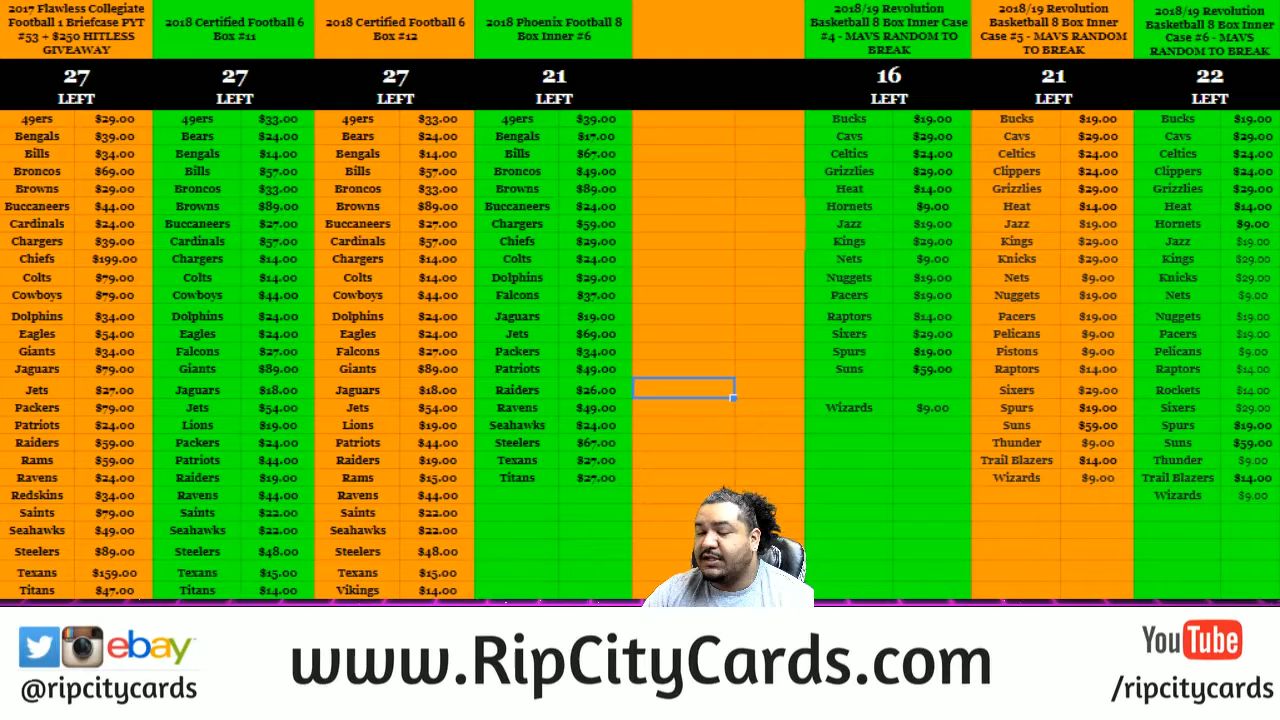 2017 Flawless Collegiate
Football 1 Briefcase PYT
#53 + $250 HITLESS
GIVEAWAY
27
LEFT
49ers $29.00
Bengals $39.00
Bills $34.00
Broncos $69.00
Browns $29.00
Buccaneers $44.00
Cardinals $24.00
Chargers $39.00
Chiefs $199.00
Colts $79.00
Cowboys $79.00
Dolphins $34.00
Eagles $54.00
Giants $34.00
Jaguars $79.00
Jets $27.00
Packers $79.00
Patriots $24.00
Raiders $59.00
Rams $59.00
Ravens $24.00
Redskins $34.00
Saints $79.00
Seahawks $49.00
Steelers $89.00
Texans $159.00
Titans $47.00
2018 Certified Football 6
Box #11
27
LEFT
49ers $33.00
Bears $24.00
Bengals $14.00
Bills $57.00
Broncos $33.00
Browns $89.00
Buccaneers $27.00
Cardinals $57.00
Chargers $14.00
Colts $14.00
Cowboys $44.00
Dolphins $24.00
Eagles $24.00
Falcons $27.00
Giants $89.00
Jaguars $18.00
Jets $54.00
Lions $19.00
Packers $24.00
Patriots $44.00
Raiders $19.00
Ravens $44.00
Saints $22.00
Seahawks $22.00
Steelers $48.00
Texans $15.00
Titans $14.00
2018 Certified Football 6
Box #12
27
LEFT
49ers $33.00
Bears $24.00
Bengals $14.00
Bills $57.00
Broncos $33.00
Browns $89.00
Buccaneers $27.00
Cardinals $57.00
Chargers $14.00
Colts $14.00
Cowboys $44.00
Dolphins $24.00
Eagles $24.00
Falcons $27.00
Giants $89.00
Jaguars $18.00
Jets $54.00
Lions $19.00
Patriots $44.00
Raiders $19.00
Rams $15.00
Ravens $44.00
Saints $22.00
Seahawks $22.00
Steelers $48.00
Texans $15.00
Vikings $14.00
2018 Phoenix Football 8
Box Inner #6
21
LEFT
49ers $39.00
Bengals $17.00
Bills $67.00
Broncos $49.00
Browns $89.00
Buccaneers $24.00
Chargers $59.00
Chiefs $29.00
Colts $24.00
Dolphins $29.00
Falcons $37.00
Jaguars $19.00
Jets $69.00
Packers $34.00
Patriots $49.00
Raiders $26.00
Ravens $49.00
Seahawks $24.00
Steelers $67.00
Texans $27.00
Titans $27.00
2018/19 Revolution
Basketball 8 Box Inner Case
#4 - MAVS RANDOM TO
BREAK
16
LEFT
Bucks $19.00
Cavs $29.00
Celtics $24.00
Grizzlies $29.00
Heat $14.00
Hornets $9.00
Jazz $19.00
Kings $29.00
Nets $9.00
Nuggets $19.00
Pacers $19.00
Raptors $14.00
Sixers $29.00
Spurs $19.00
Suns $59.00
Wizards $9.00
2018/19 Revolution
Basketball 8 Box Inner
Case #5 - MAVS RANDOM
TO BREAK
21
LEFT
Bucks $19.00
Cavs $29.00
Celtics $24.00
Clippers $24.00
Grizzlies $29.00
Heat $14.00
Jazz $19.00
Kings $29.00
Knicks $29.00
Nets $9.00
Nuggets $19.00
Pacers $19.00
Pelicans $9.00
Pistons $9.00
Raptors $14.00
Sixers $29.00
Spurs $19.00
Suns $59.00
Thunder $9.00
Trail Blazers $14.00
Wizards $9.00
2018/19 Revolution
Basketball 8 Box Inner
Case #6 - MAVS
RANDOM TO BREAK
22
LEFT
Bucks $19.00
Cavs $29.00
Celtics $24.00
Clippers $24.00
Grizzlies $29.00
Heat $14.00
Hornets $9.00
Jazz $19.00
Kings $29.00
Knicks $29.00
Nets $9.00
Nuggets $19.00
Pacers $19.00
Pelicans $9.00
Raptors $14.00
Rockets $14.00
Sixers $29.00
Spurs $19.00
Suns $59.00
Thunder $9.00
Trail Blazers $14.00
Wizards $9.00
ebay
@ripcitycards
www.RipCityCards.com
YouTube
/ripcitycards